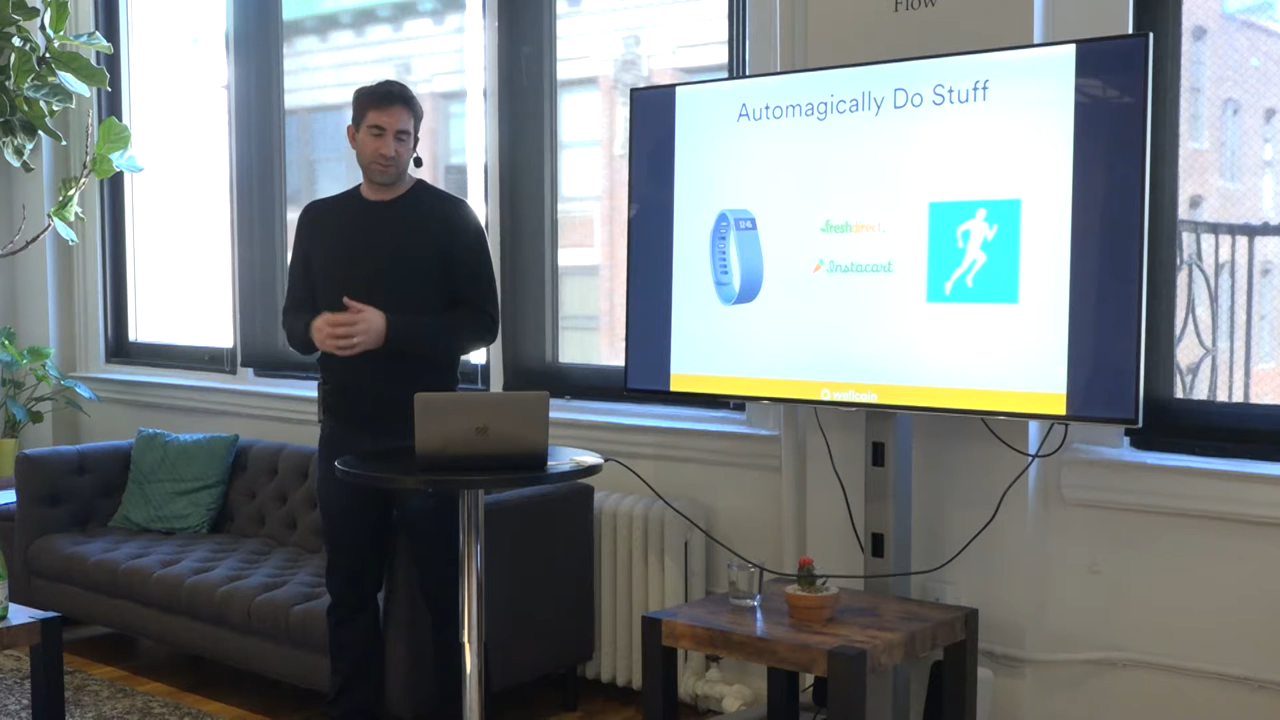 Flow
Automagically Do Stuff
freshdirect
Instacart
wellcoin